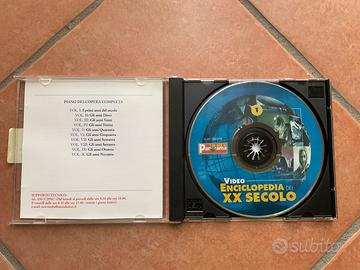 PIANO DELL'OPERA COMPLETA
VOL. I: I primi anni del secolo
VOL. II: Gli anni Dieci
VOL. III: Gli anni Venti
VOL. IV: Gli anni Trenta
VOL. V: Gli anni Quaranta
VOL. VI: Gli anni Cinquanta
VOL. VII: Gli anni Sessanta
VOL. VIII: Gli anni Settanta
VOL. IX: Gli anni Ottanta
VOL. X: Gli anni Novanta
SUPPORTO TECNICO:
1
Panorama
VIDEO
ENCICLOPEDIA DEL
XX SECOLO
subito